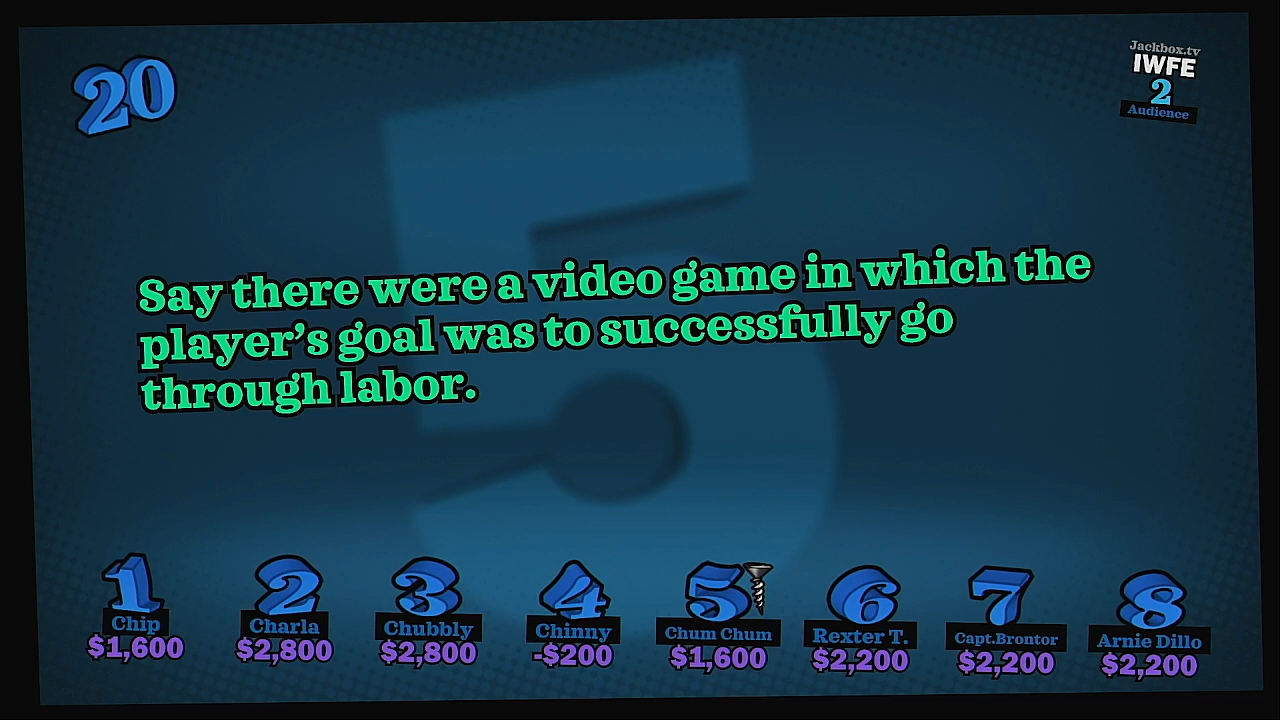 20
Jackbox.tv
IWFE
2
Audience
Say there were a video game in which the
player's goal was to successfully go
through labor.
5
1 2 3 4 5 6 7 8
Chip Charla Chubbly Chinny Chum Chum Rexter T. Capt.Brontor Arnie Dillo
$1,600 $2,800 $2,800 -$200 $1,600 $2,200 $2,200 $2,200